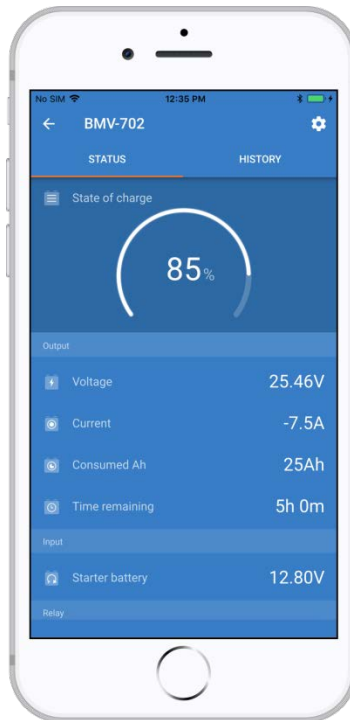 No SIM 12:35 PM
BMV-702
STATUS HISTORY
State of charge
85%
Output
Voltage 25.46V
Current -7.5A
Consumed Ah 25Ah
Time remaining 5h 0m
Input
Starter battery 12.80V
Relay